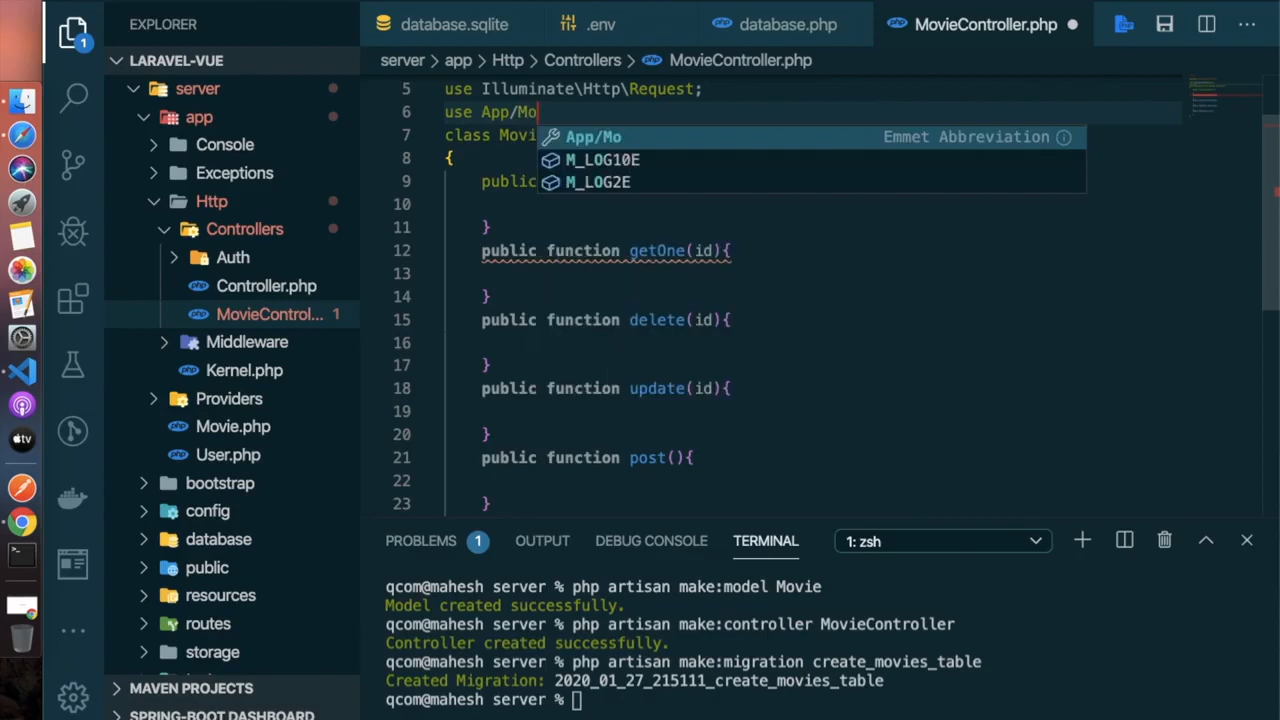 EXPLORER
database.sqlite
.env
database.php
MovieController.php
LARAVEL-VUE
server > app > Http > Controllers > MovieController.php
1
server
app
Console
Exceptions
Http
Controllers
Auth
Controller.php
MovieControl... 1
Middleware
Kernel.php
Providers
Movie.php
User.php
bootstrap
config
database
public
resources
routes
storage
MAVEN PROJECTS
SPRING-BOOT DASHBOARD
5 use Illuminate\Http\Request;
6 use App/Mo
7 class Movi
8 {
9 public
10
11 }
12 public function getOne(id){
13
14 }
15 public function delete(id){
16
17 }
18 public function update(id){
19
20 }
21 public function post(){
22
23 }
App/Mo Emmet Abbreviation
M_LOG10E
M_LOG2E
PROBLEMS 1 OUTPUT DEBUG CONSOLE TERMINAL 1: zsh
qcom@mahesh server % php artisan make:model Movie
Model created successfully.
qcom@mahesh server % php artisan make:controller MovieController
Controller created successfully.
qcom@mahesh server % php artisan make:migration create_movies_table
Created Migration: 2020_01_27_215111_create_movies_table
qcom@mahesh server %
tv